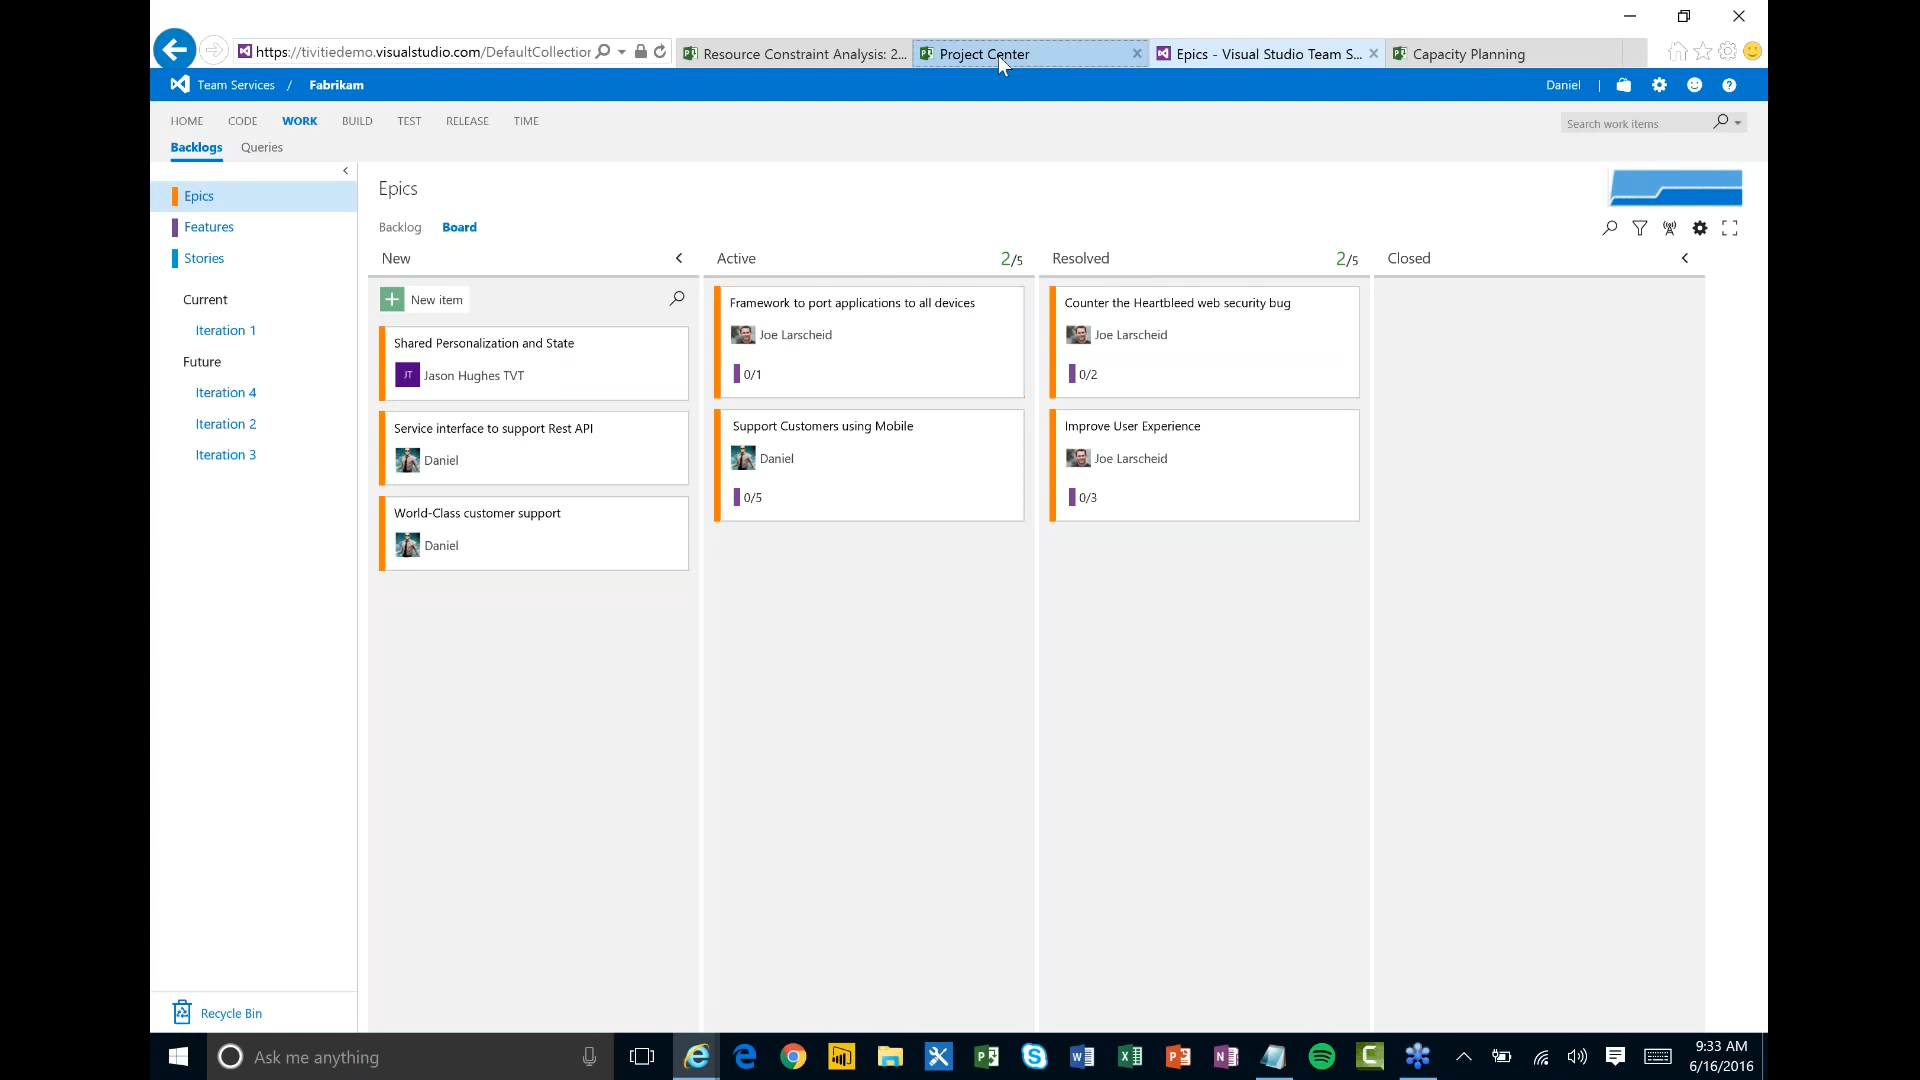 https://tivitiedemo.visualstudio.com/DefaultCollection
Resource Constraint Analysis: 2...
Project Center
Epics - Visual Studio Team S...
Capacity Planning
Team Services / Fabrikam
Daniel
HOME CODE WORK BUILD TEST RELEASE TIME
Search work items
Backlogs Queries
Epics
Features
Stories
Current
Iteration 1
Future
Iteration 4
Iteration 2
Iteration 3
Recycle Bin
Epics
Backlog Board
New
New item
Shared Personalization and State
JT Jason Hughes TVT
Service interface to support Rest API
Daniel
World-Class customer support
Daniel
Active 2/5
Framework to port applications to all devices
Joe Larscheid
0/1
Support Customers using Mobile
Daniel
0/5
Resolved 2/5
Counter the Heartbleed web security bug
Joe Larscheid
0/2
Improve User Experience
Joe Larscheid
0/3
Closed
Ask me anything
9:33 AM
6/16/2016